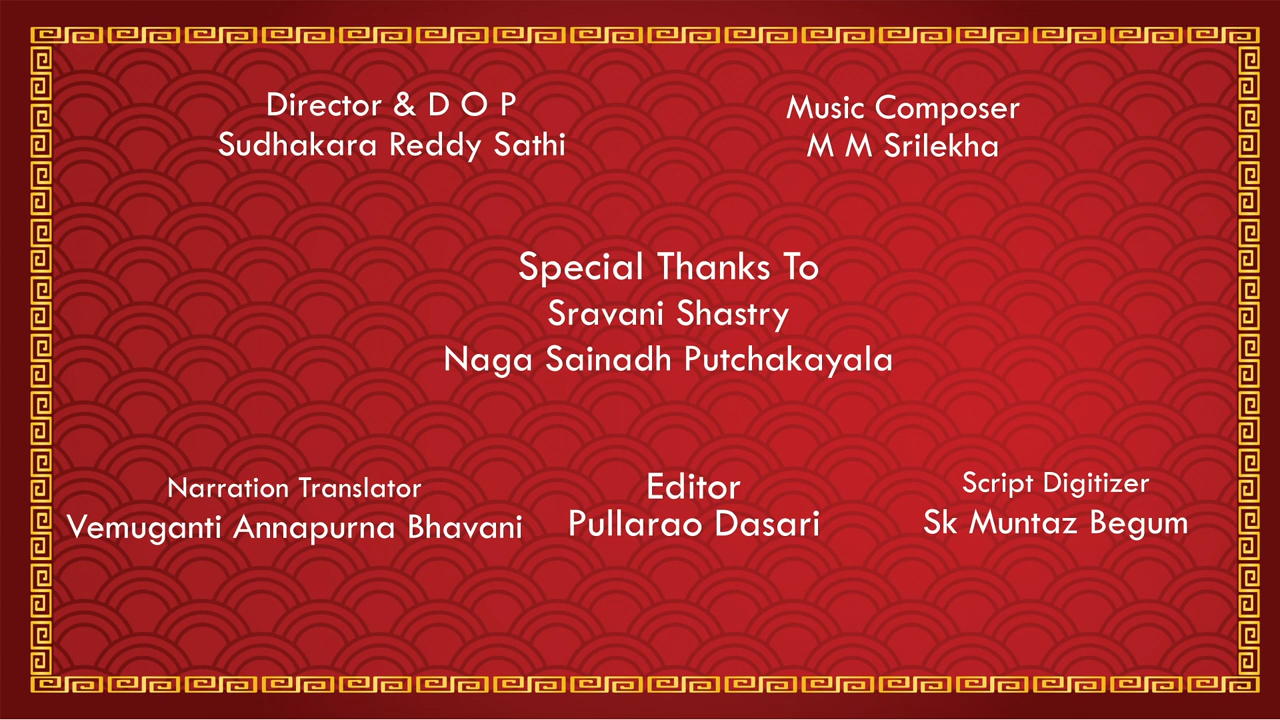 Director & D O P
Sudhakara Reddy Sathi
Music Composer
M M Srilekha
Special Thanks To
Sravani Shastry
Naga Sainadh Putchakayala
Narration Translator
Vemuganti Annapurna Bhavani
Editor
Pullarao Dasari
Script Digitizer
Sk Muntaz Begum